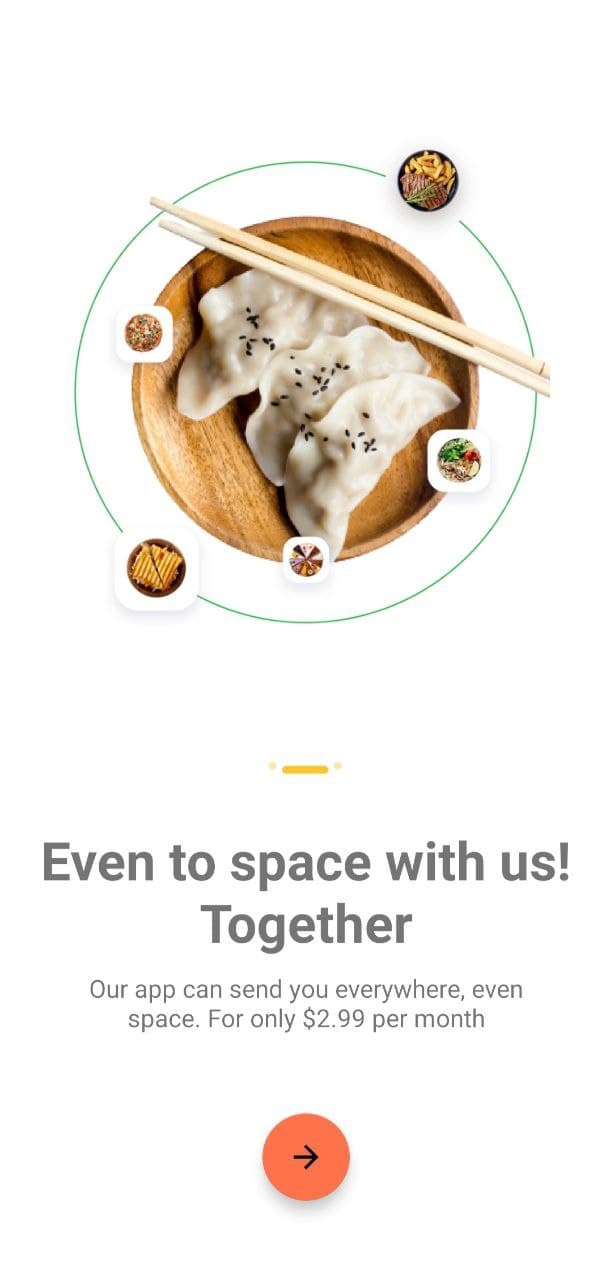 Even to space with us!
Together
Our app can send you everywhere, even
space. For only $2.99 per month